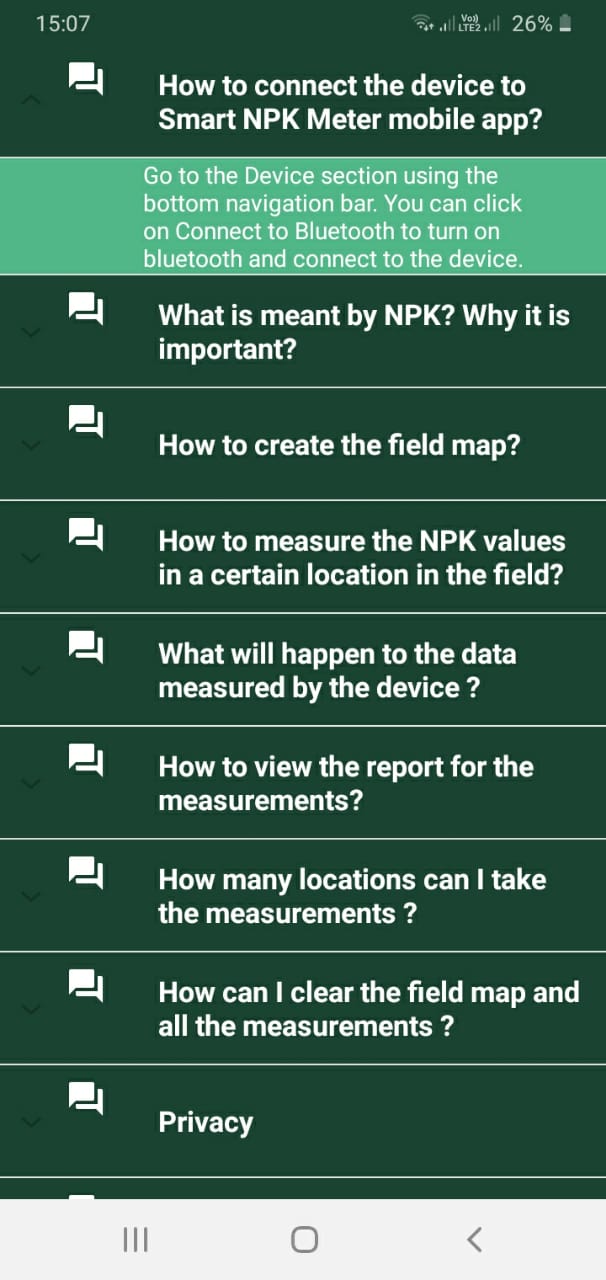 15:07
Vo)) LTE2 26%
How to connect the device to
Smart NPK Meter mobile app?
Go to the Device section using the
bottom navigation bar. You can click
on Connect to Bluetooth to turn on
bluetooth and connect to the device.
What is meant by NPK? Why it is
important?
How to create the field map?
How to measure the NPK values
in a certain location in the field?
What will happen to the data
measured by the device ?
How to view the report for the
measurements?
How many locations can I take
the measurements ?
How can I clear the field map and
all the measurements ?
Privacy